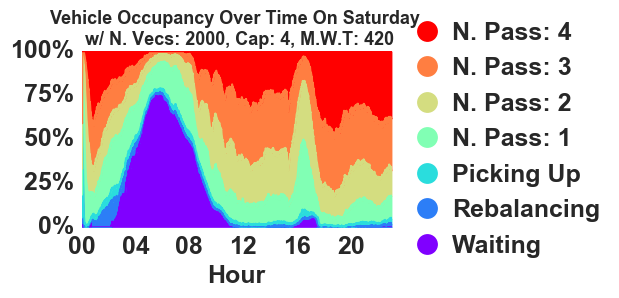 Vehicle Occupancy Over Time On Saturday
w/ N. Vecs: 2000, Cap: 4, M.W.T: 420
100%
75%
50%
25%
0%
00 04 08 12 16 20
Hour
N. Pass: 4
N. Pass: 3
N. Pass: 2
N. Pass: 1
Picking Up
Rebalancing
Waiting